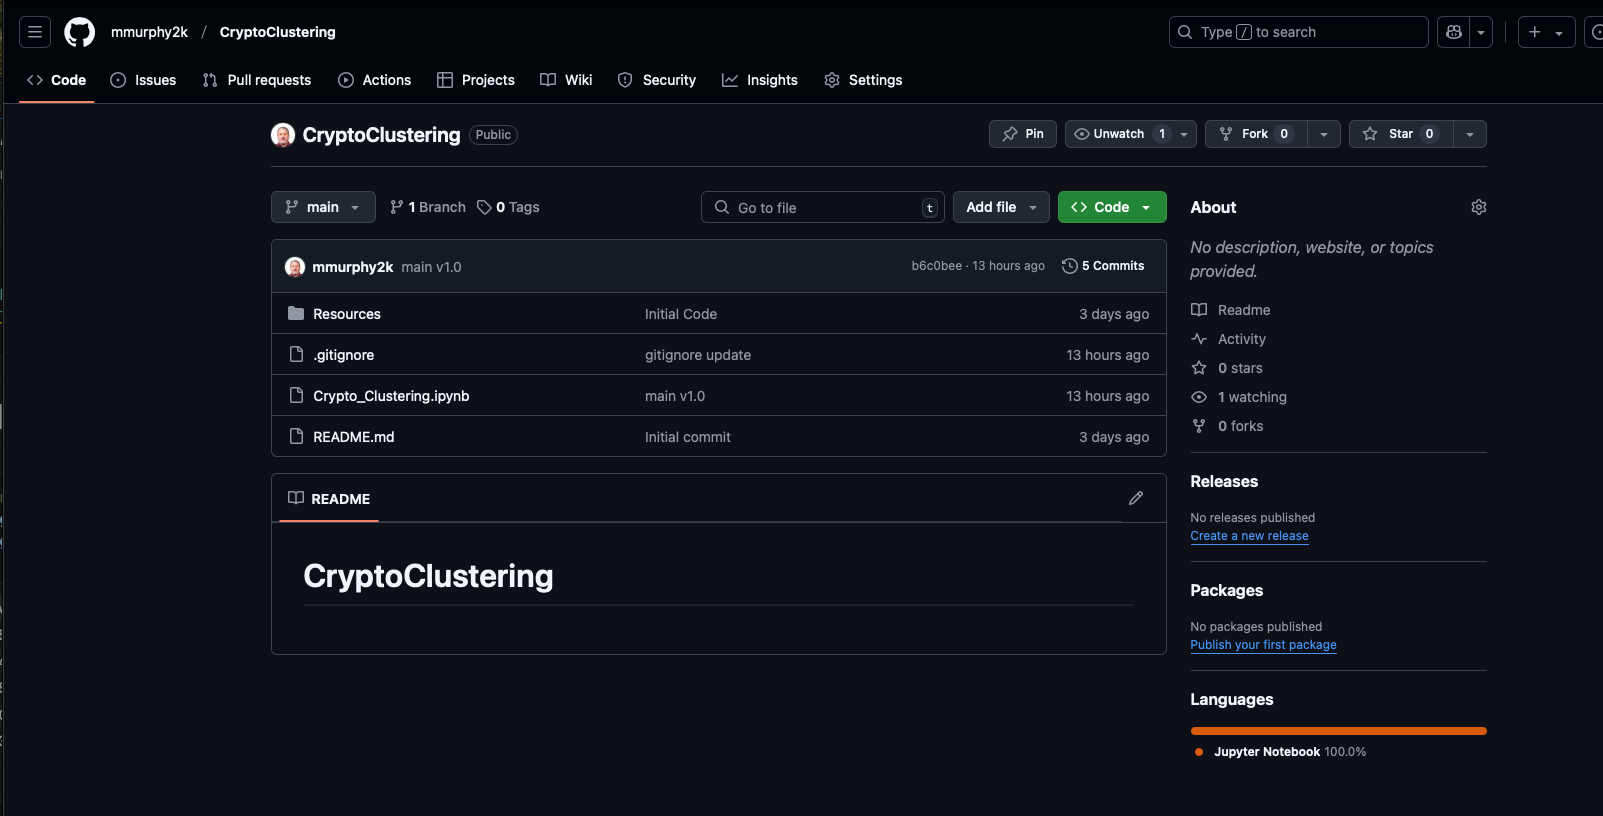 mmurphy2k / CryptoClustering
Type / to search
Code Issues Pull requests Actions Projects Wiki Security Insights Settings
CryptoClustering Public
Pin Unwatch 1 Fork 0 Star 0
main 1 Branch 0 Tags
Go to file t Add file Code
mmurphy2k main v1.0 b6c0bee · 13 hours ago 5 Commits
Resources Initial Code 3 days ago
.gitignore gitignore update 13 hours ago
Crypto_Clustering.ipynb main v1.0 13 hours ago
README.md Initial commit 3 days ago
README
CryptoClustering
About
No description, website, or topics
provided.
Readme
Activity
0 stars
1 watching
0 forks
Releases
No releases published
Create a new release
Packages
No packages published
Publish your first package
Languages
Jupyter Notebook 100.0%